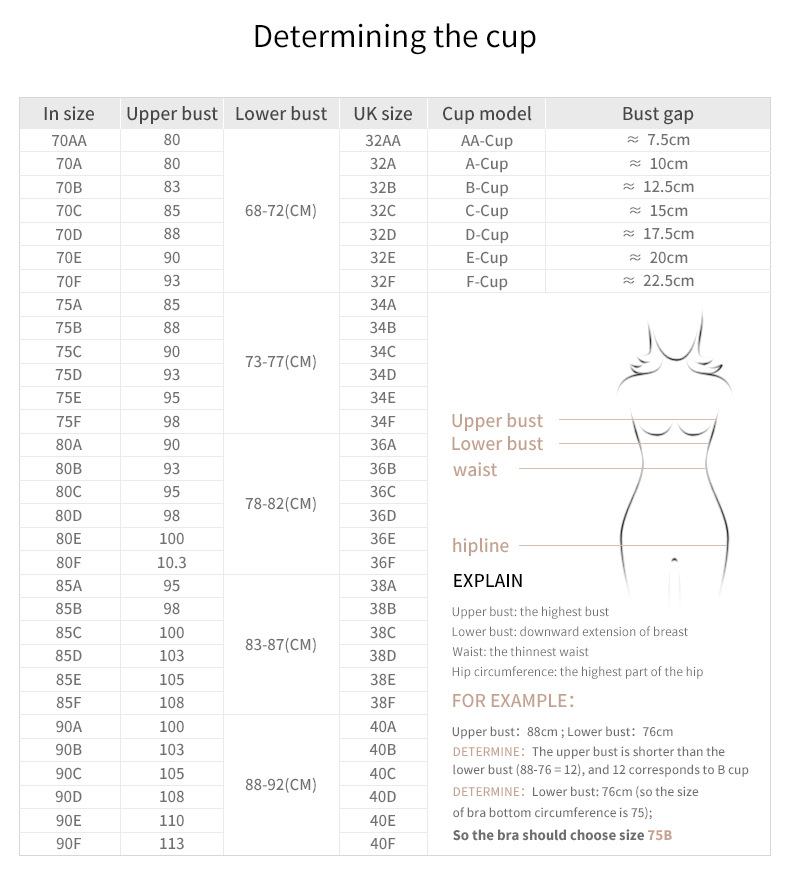 Determining the cup
In size Upper bust Lower bust UK size Cup model Bust gap
70AA 80 32AA AA-Cup ≈ 7.5cm
70A 80 32A A-Cup ≈ 10cm
70B 83 32B B-Cup ≈ 12.5cm
70C 85 68-72(CM) 32C C-Cup ≈ 15cm
70D 88 32D D-Cup ≈ 17.5cm
70E 90 32E E-Cup ≈ 20cm
70F 93 32F F-Cup ≈ 22.5cm
75A 85 34A
75B 88 34B
75C 90 73-77(CM) 34C
75D 93 34D
75E 95 34E
75F 98 34F
80A 90 36A
80B 93 36B
80C 95 78-82(CM) 36C
80D 98 36D
80E 100 36E
80F 10.3 36F
85A 95 38A
85B 98 38B
85C 100 83-87(CM) 38C
85D 103 38D
85E 105 38E
85F 108 38F
90A 100 40A
90B 103 40B
90C 105 88-92(CM) 40C
90D 108 40D
90E 110 40E
90F 113 40F
Upper bust
Lower bust
waist
hipline
EXPLAIN
Upper bust: the highest bust
Lower bust: downward extension of breast
Waist: the thinnest waist
Hip circumference: the highest part of the hip
FOR EXAMPLE:
Upper bust: 88cm ; Lower bust: 76cm
DETERMINE: The upper bust is shorter than the
lower bust (88-76 = 12), and 12 corresponds to B cup
DETERMINE: Lower bust: 76cm (so the size
of bra bottom circumference is 75);
So the bra should choose size 75B